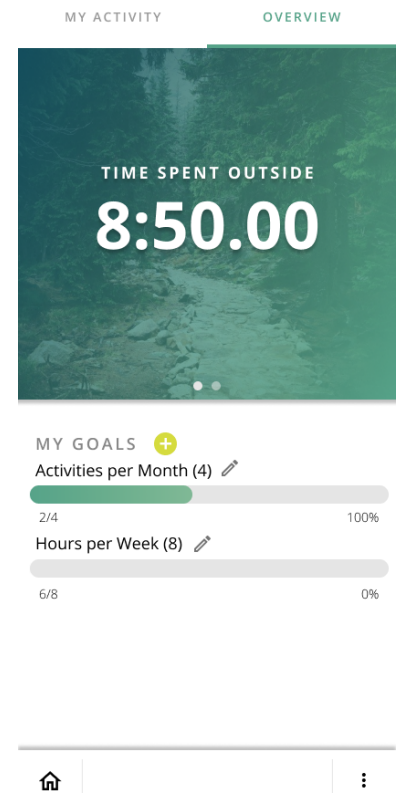 MY ACTIVITY OVERVIEW
TIME SPENT OUTSIDE
8:50.00
MY GOALS
Activities per Month (4)
2/4 100%
Hours per Week (8)
6/8 0%